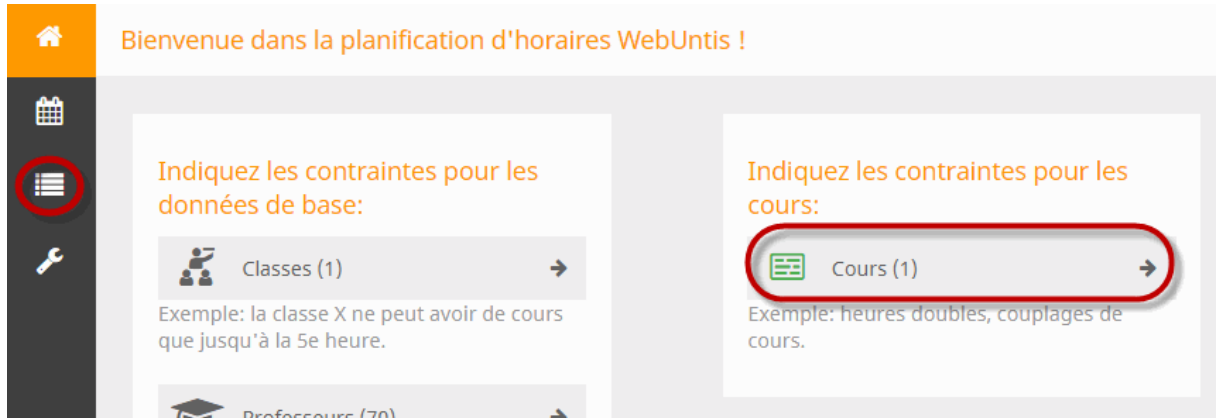 Bienvenue dans la planification d'horaires WebUntis !
Indiquez les contraintes pour les
données de base:
Classes (1)
Exemple: la classe X ne peut avoir de cours
que jusqu'à la 5e heure.
Professeurs (79)
Indiquez les contraintes pour les
cours:
Cours (1)
Exemple: heures doubles, couplages de
cours.